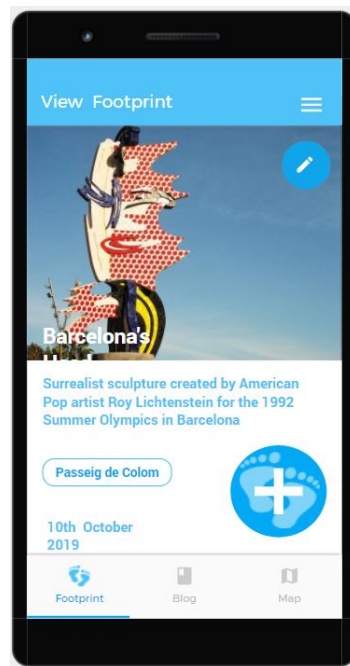 View Footprint
Barcelona's
Head
Surrealist sculpture created by American
Pop artist Roy Lichtenstein for the 1992
Summer Olympics in Barcelona
Passeig de Colom
10th October
2019
Footprint
Blog
Map